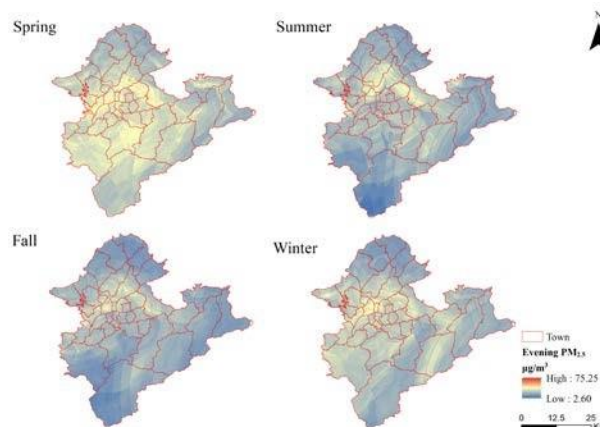 Spring
Summer
N
Fall
Winter
Town
Evening PM2.5
µg/m³
High : 75.25
Low : 2.60
0 12.5 25